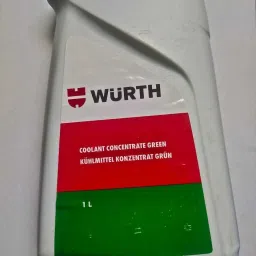 WÜRTH
COOLANT CONCENTRATE GREEN
KÜHLMITTEL KONZENTRAT GRÜN
1 L